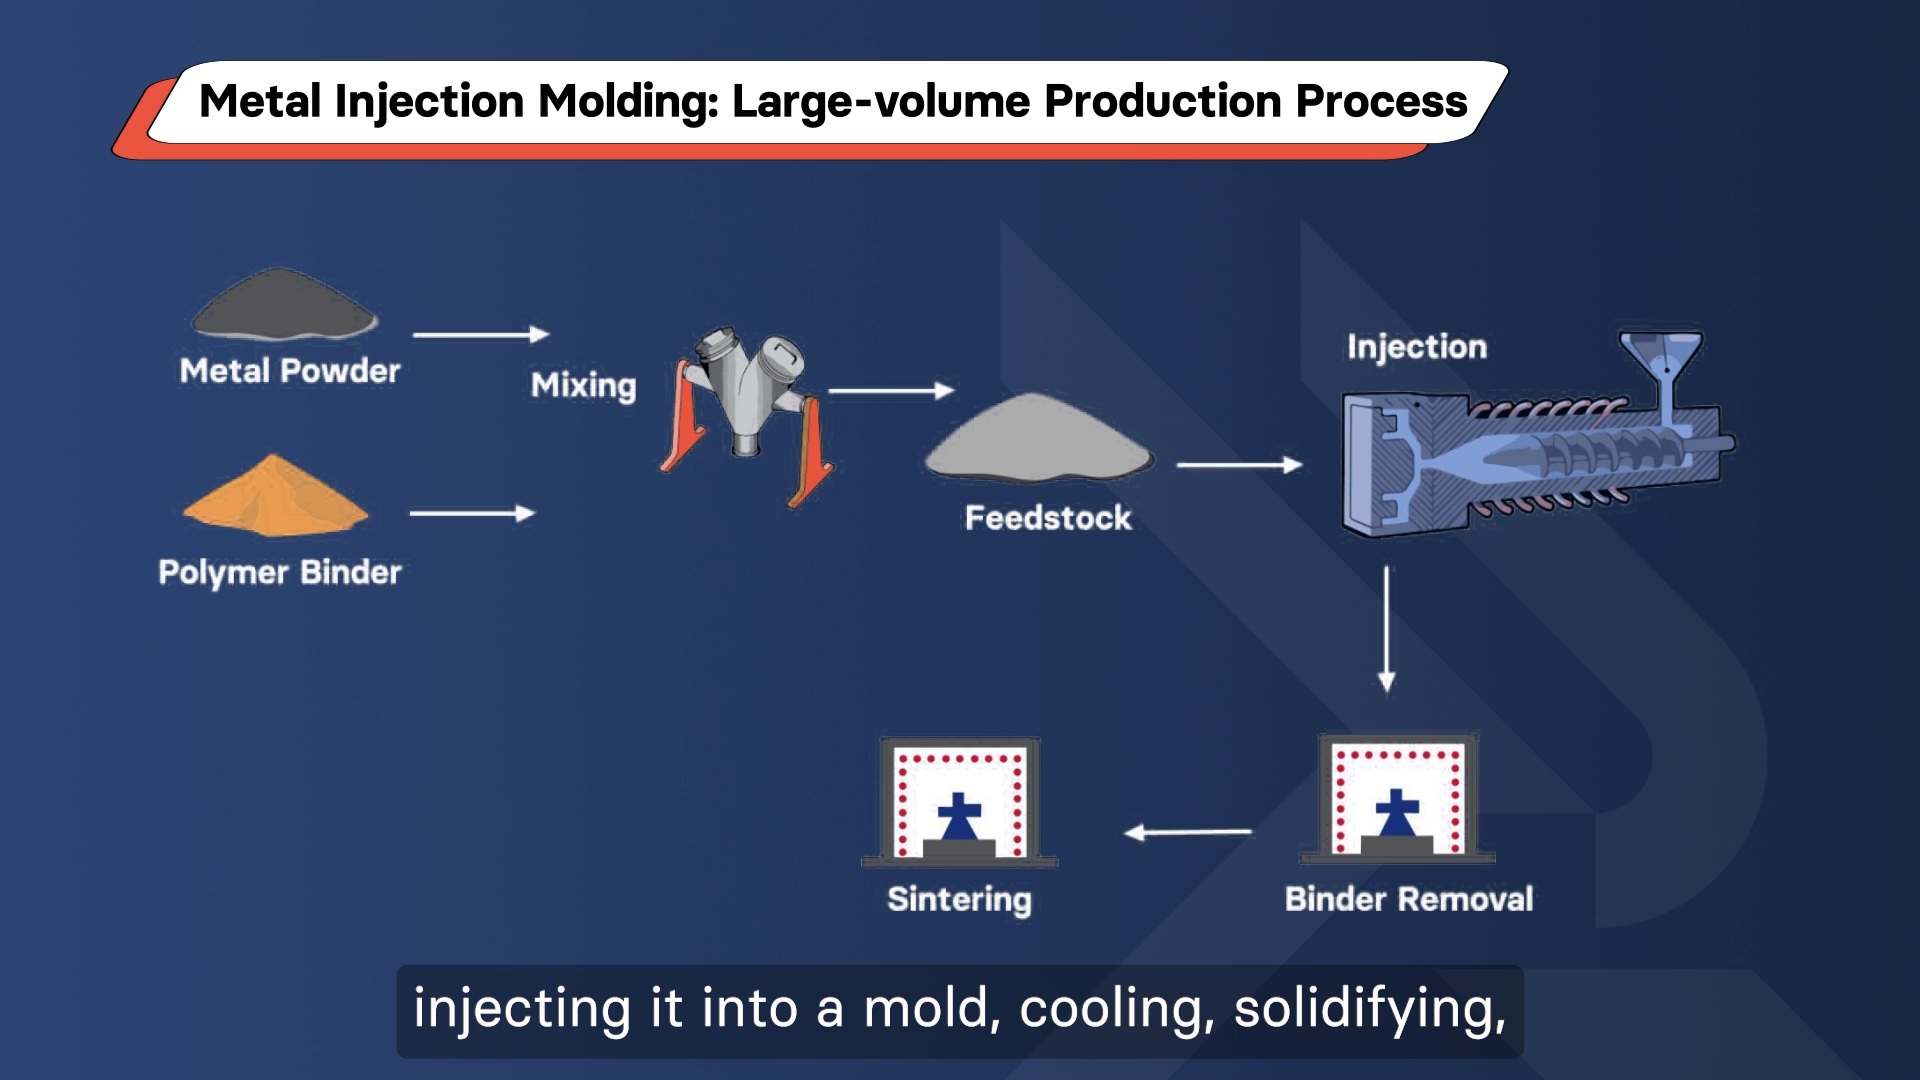 Metal Injection Molding: Large-volume Production Process
Metal Powder
Mixing
Polymer Binder
Feedstock
Injection
Binder Removal
Sintering
injecting it into a mold, cooling, solidifying,